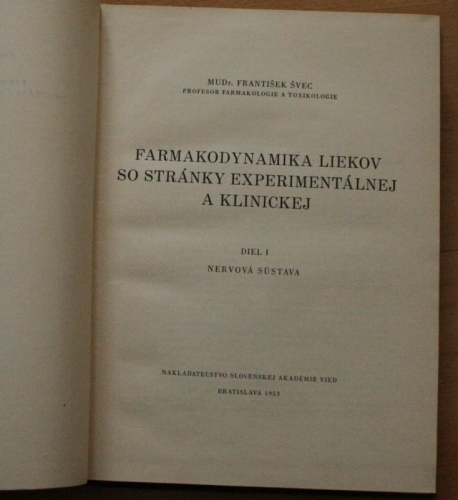 MUDr. FRANTIŠEK ŠVEC
PROFESOR FARMAKOLOGIE A TOXIKOLOGIE
FARMAKODYNAMIKA LIEKOV
SO STRÁNKY EXPERIMENTÁLNEJ
A KLINICKEJ
DIEL I
NERVOVÁ SÚSTAVA
NAKLADATEĽSTVO SLOVENSKEJ AKADÉMIE VIED
BRATISLAVA 1953